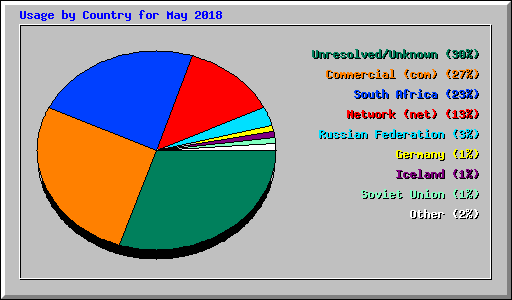 Usage by Country for May 2018
Unresolved/Unknown (30%)
Commercial (com) (27%)
South Africa (23%)
Network (net) (13%)
Russian Federation (3%)
Germany (1%)
Iceland (1%)
Soviet Union (1%)
Other (2%)